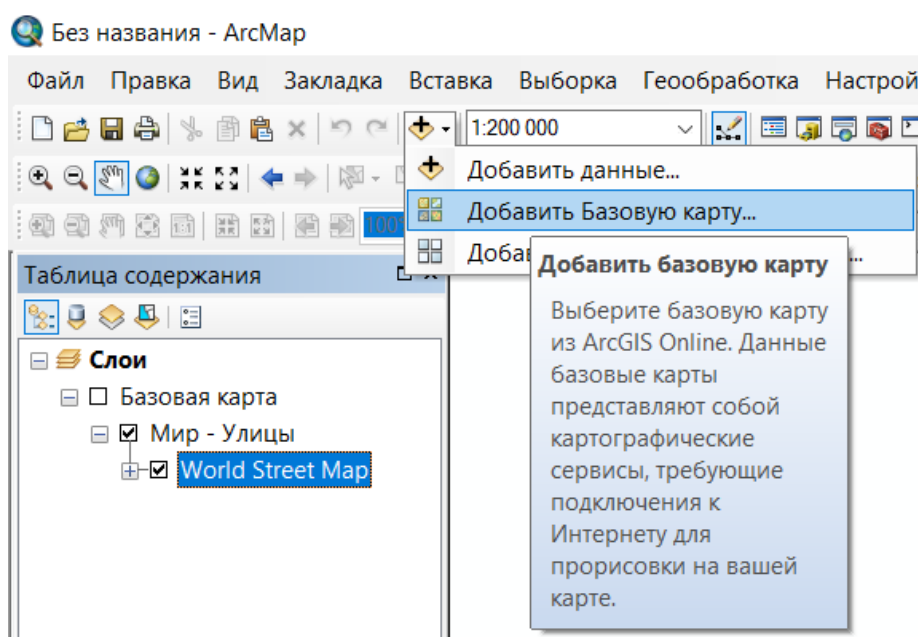 Без названия - ArcMap
Файл Правка Вид Закладка Вставка Выборка Геообработка Настрой
1:200 000
Добавить данные...
Добавить Базовую карту...
100%
Доба ...
Добавить базовую карту
Таблица содержания
Выберите базовую карту
из ArcGIS Online. Данные
базовые карты
представляют собой
картографические
сервисы, требующие
подключения к
Интернету для
прорисовки на вашей
карте.
Слои
Базовая карта
Мир - Улицы
World Street Map